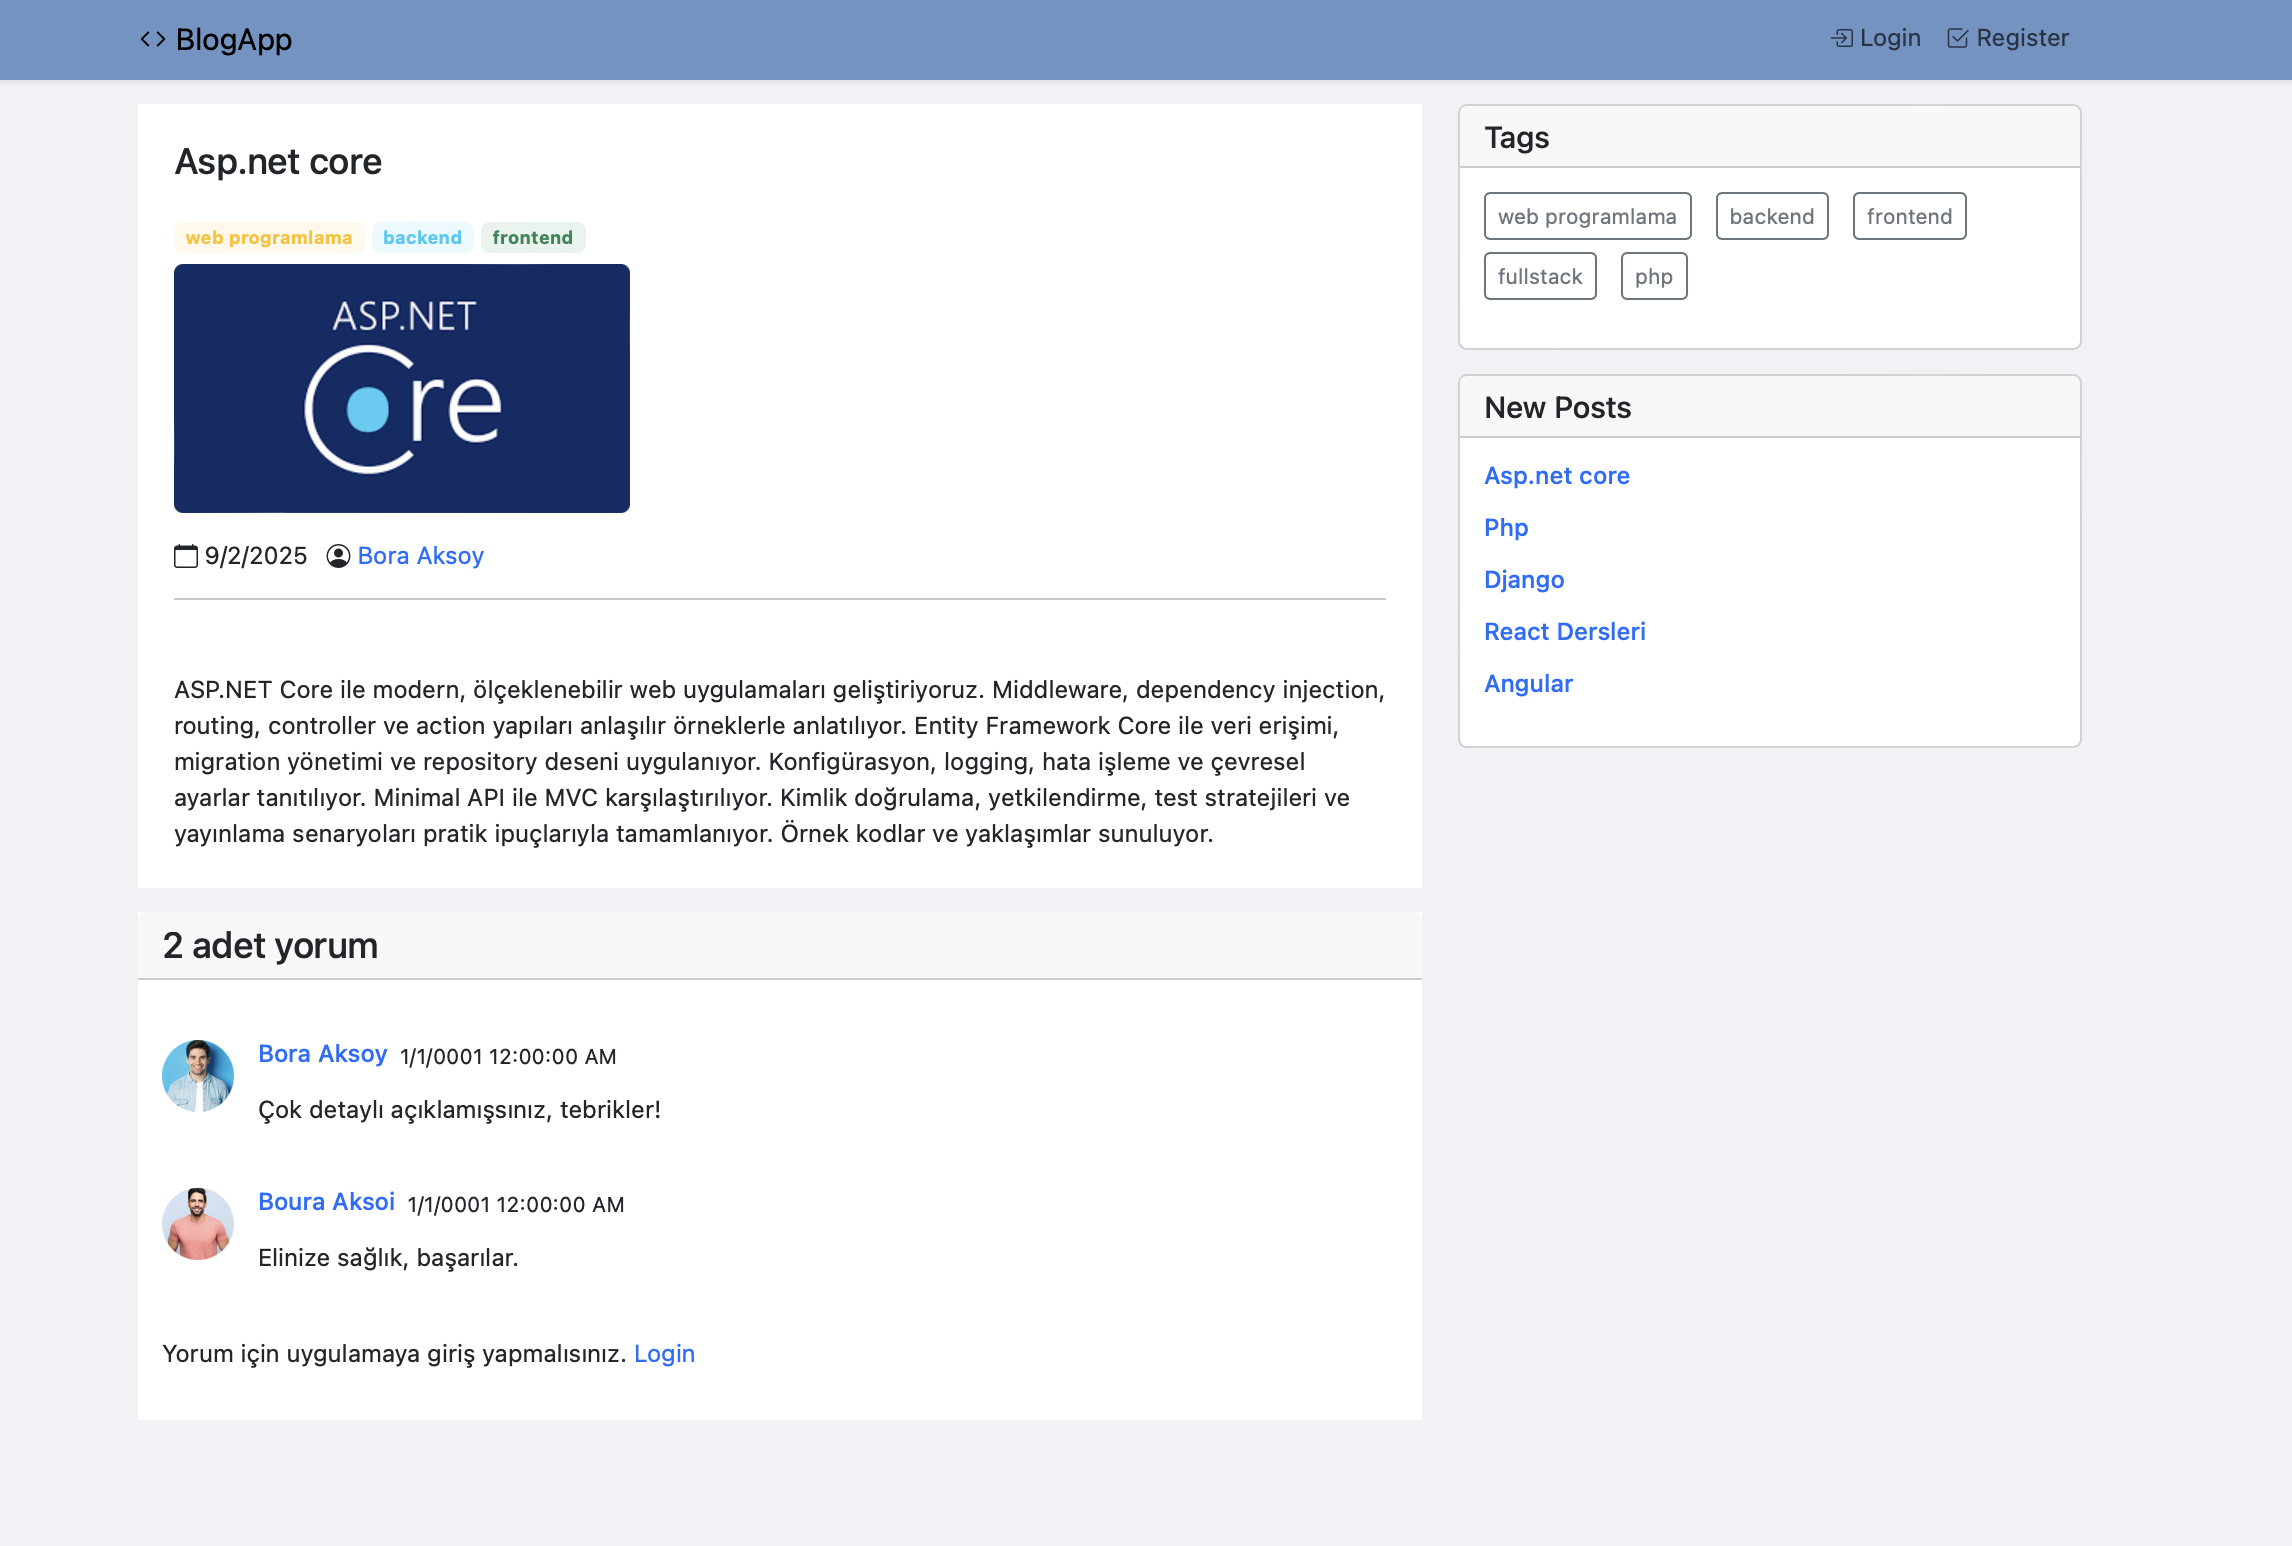 BlogApp
Login
Register
Asp.net core
web programlama backend frontend
ASP.NET
Core
9/2/2025 Bora Aksoy
ASP.NET Core ile modern, ölçeklenebilir web uygulamaları geliştiriyoruz. Middleware, dependency injection,
routing, controller ve action yapıları anlaşılır örneklerle anlatılıyor. Entity Framework Core ile veri erişimi,
migration yönetimi ve repository deseni uygulanıyor. Konfigürasyon, logging, hata işleme ve çevresel
ayarlar tanıtılıyor. Minimal API ile MVC karşılaştırılıyor. Kimlik doğrulama, yetkilendirme, test stratejileri ve
yayınlama senaryoları pratik ipuçlarıyla tamamlanıyor. Örnek kodlar ve yaklaşımlar sunuluyor.
2 adet yorum
Bora Aksoy 1/1/0001 12:00:00 AM
Çok detaylı açıklamışsınız, tebrikler!
Boura Aksoi 1/1/0001 12:00:00 AM
Elinize sağlık, başarılar.
Yorum için uygulamaya giriş yapmalısınız. Login
Tags
web programlama backend frontend
fullstack php
New Posts
Asp.net core
Php
Django
React Dersleri
Angular